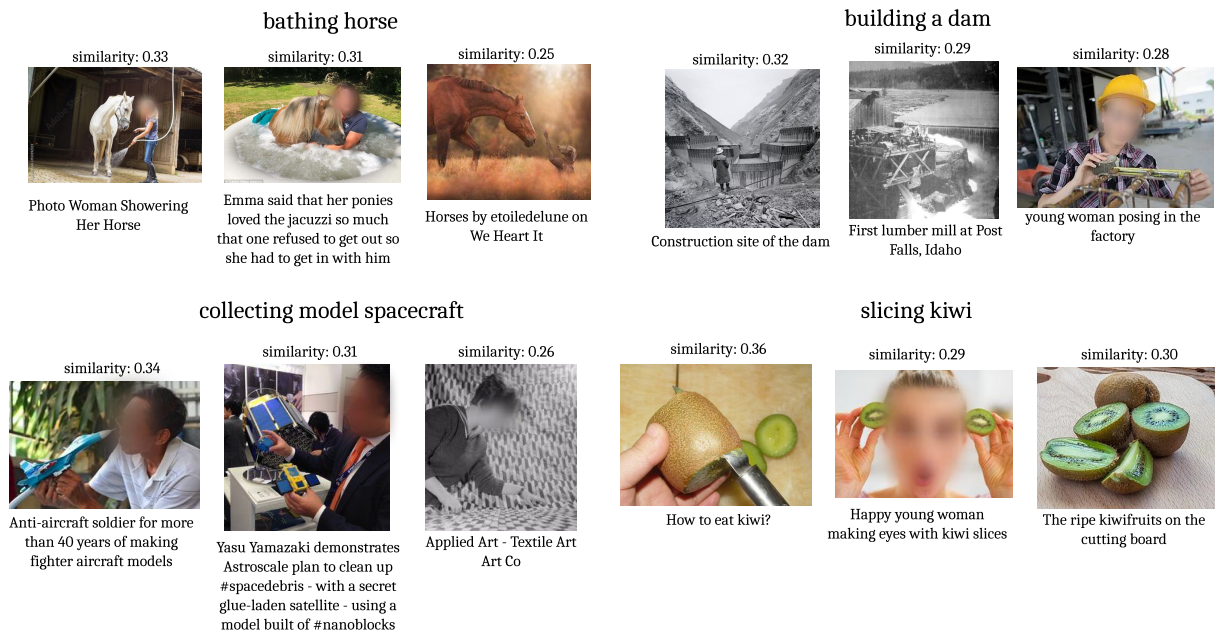 bathing horse
similarity: 0.33
Photo Woman Showering
Her Horse
similarity: 0.31
Emma said that her ponies
loved the jacuzzi so much
that one refused to get out so
she had to get in with him
similarity: 0.25
Horses by etoiledelune on
We Heart It
building a dam
similarity: 0.32
Construction site of the dam
similarity: 0.29
First lumber mill at Post
Falls, Idaho
similarity: 0.28
young woman posing in the
factory
collecting model spacecraft
similarity: 0.34
Anti-aircraft soldier for more
than 40 years of making
fighter aircraft models
similarity: 0.31
Yasu Yamazaki demonstrates
Astroscale plan to clean up
#spacedebris - with a secret
glue-laden satellite - using a
model built of #nanoblocks
similarity: 0.26
Applied Art - Textile Art
Art Co
slicing kiwi
similarity: 0.36
How to eat kiwi?
similarity: 0.29
Happy young woman
making eyes with kiwi slices
similarity: 0.30
The ripe kiwifruits on the
cutting board